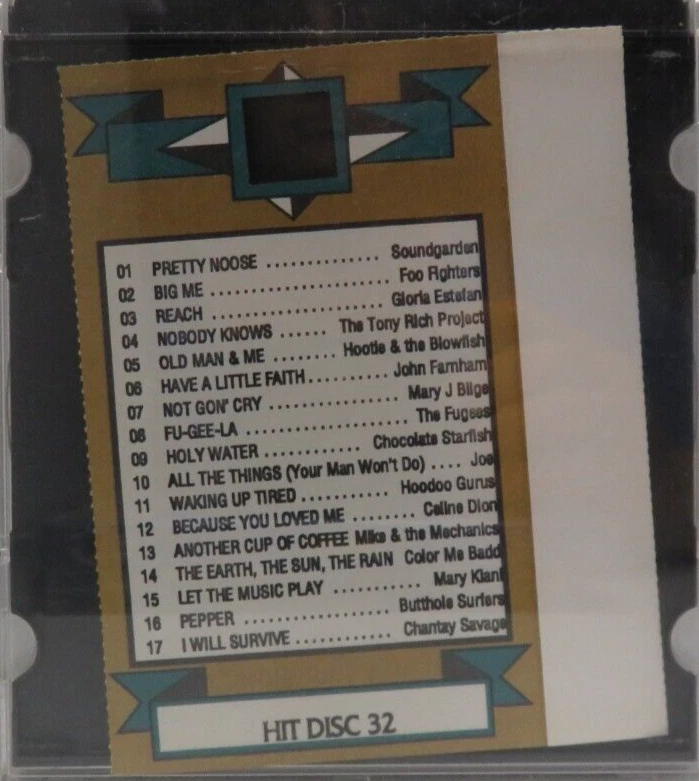 01 PRETTY NOOSE .............. Soundgarden
02 BIG ME ...................... Foo Fighters
03 REACH ..................... Gloria Estefan
04 NOBODY KNOWS ...... The Tony Rich Project
05 OLD MAN & ME ........ Hootie & the Blowfish
06 HAVE A LITTLE FAITH .......... John Farnham
07 NOT GON' CRY ................ Mary J Blige
08 FU-GEE-LA .................... The Fugees
09 HOLY WATER ............ Chocolate Starfish
10 ALL THE THINGS (Your Man Won't Do) .... Joe
11 WAKING UP TIRED ........... Hoodoo Gurus
12 BECAUSE YOU LOVED ME ........ Celine Dion
13 ANOTHER CUP OF COFFEE Mike & the Mechanics
14 THE EARTH, THE SUN, THE RAIN Color Me Badd
15 LET THE MUSIC PLAY ........... Mary Kiani
16 PEPPER .................. Butthole Surfers
17 I WILL SURVIVE ............ Chantay Savage
HIT DISC 32